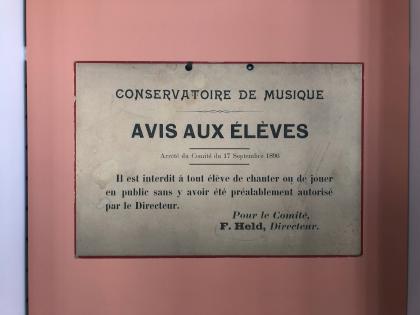 CONSERVATOIRE DE MUSIQUE
AVIS AUX ÉLÈVES
Arrêté du Comité du 17 Septembre 1896
Il est interdit à tout élève de chanter ou de jouer
en public sans y avoir été préalablement autorisé
par le Directeur.
Pour le Comité,
F. Held, Directeur.